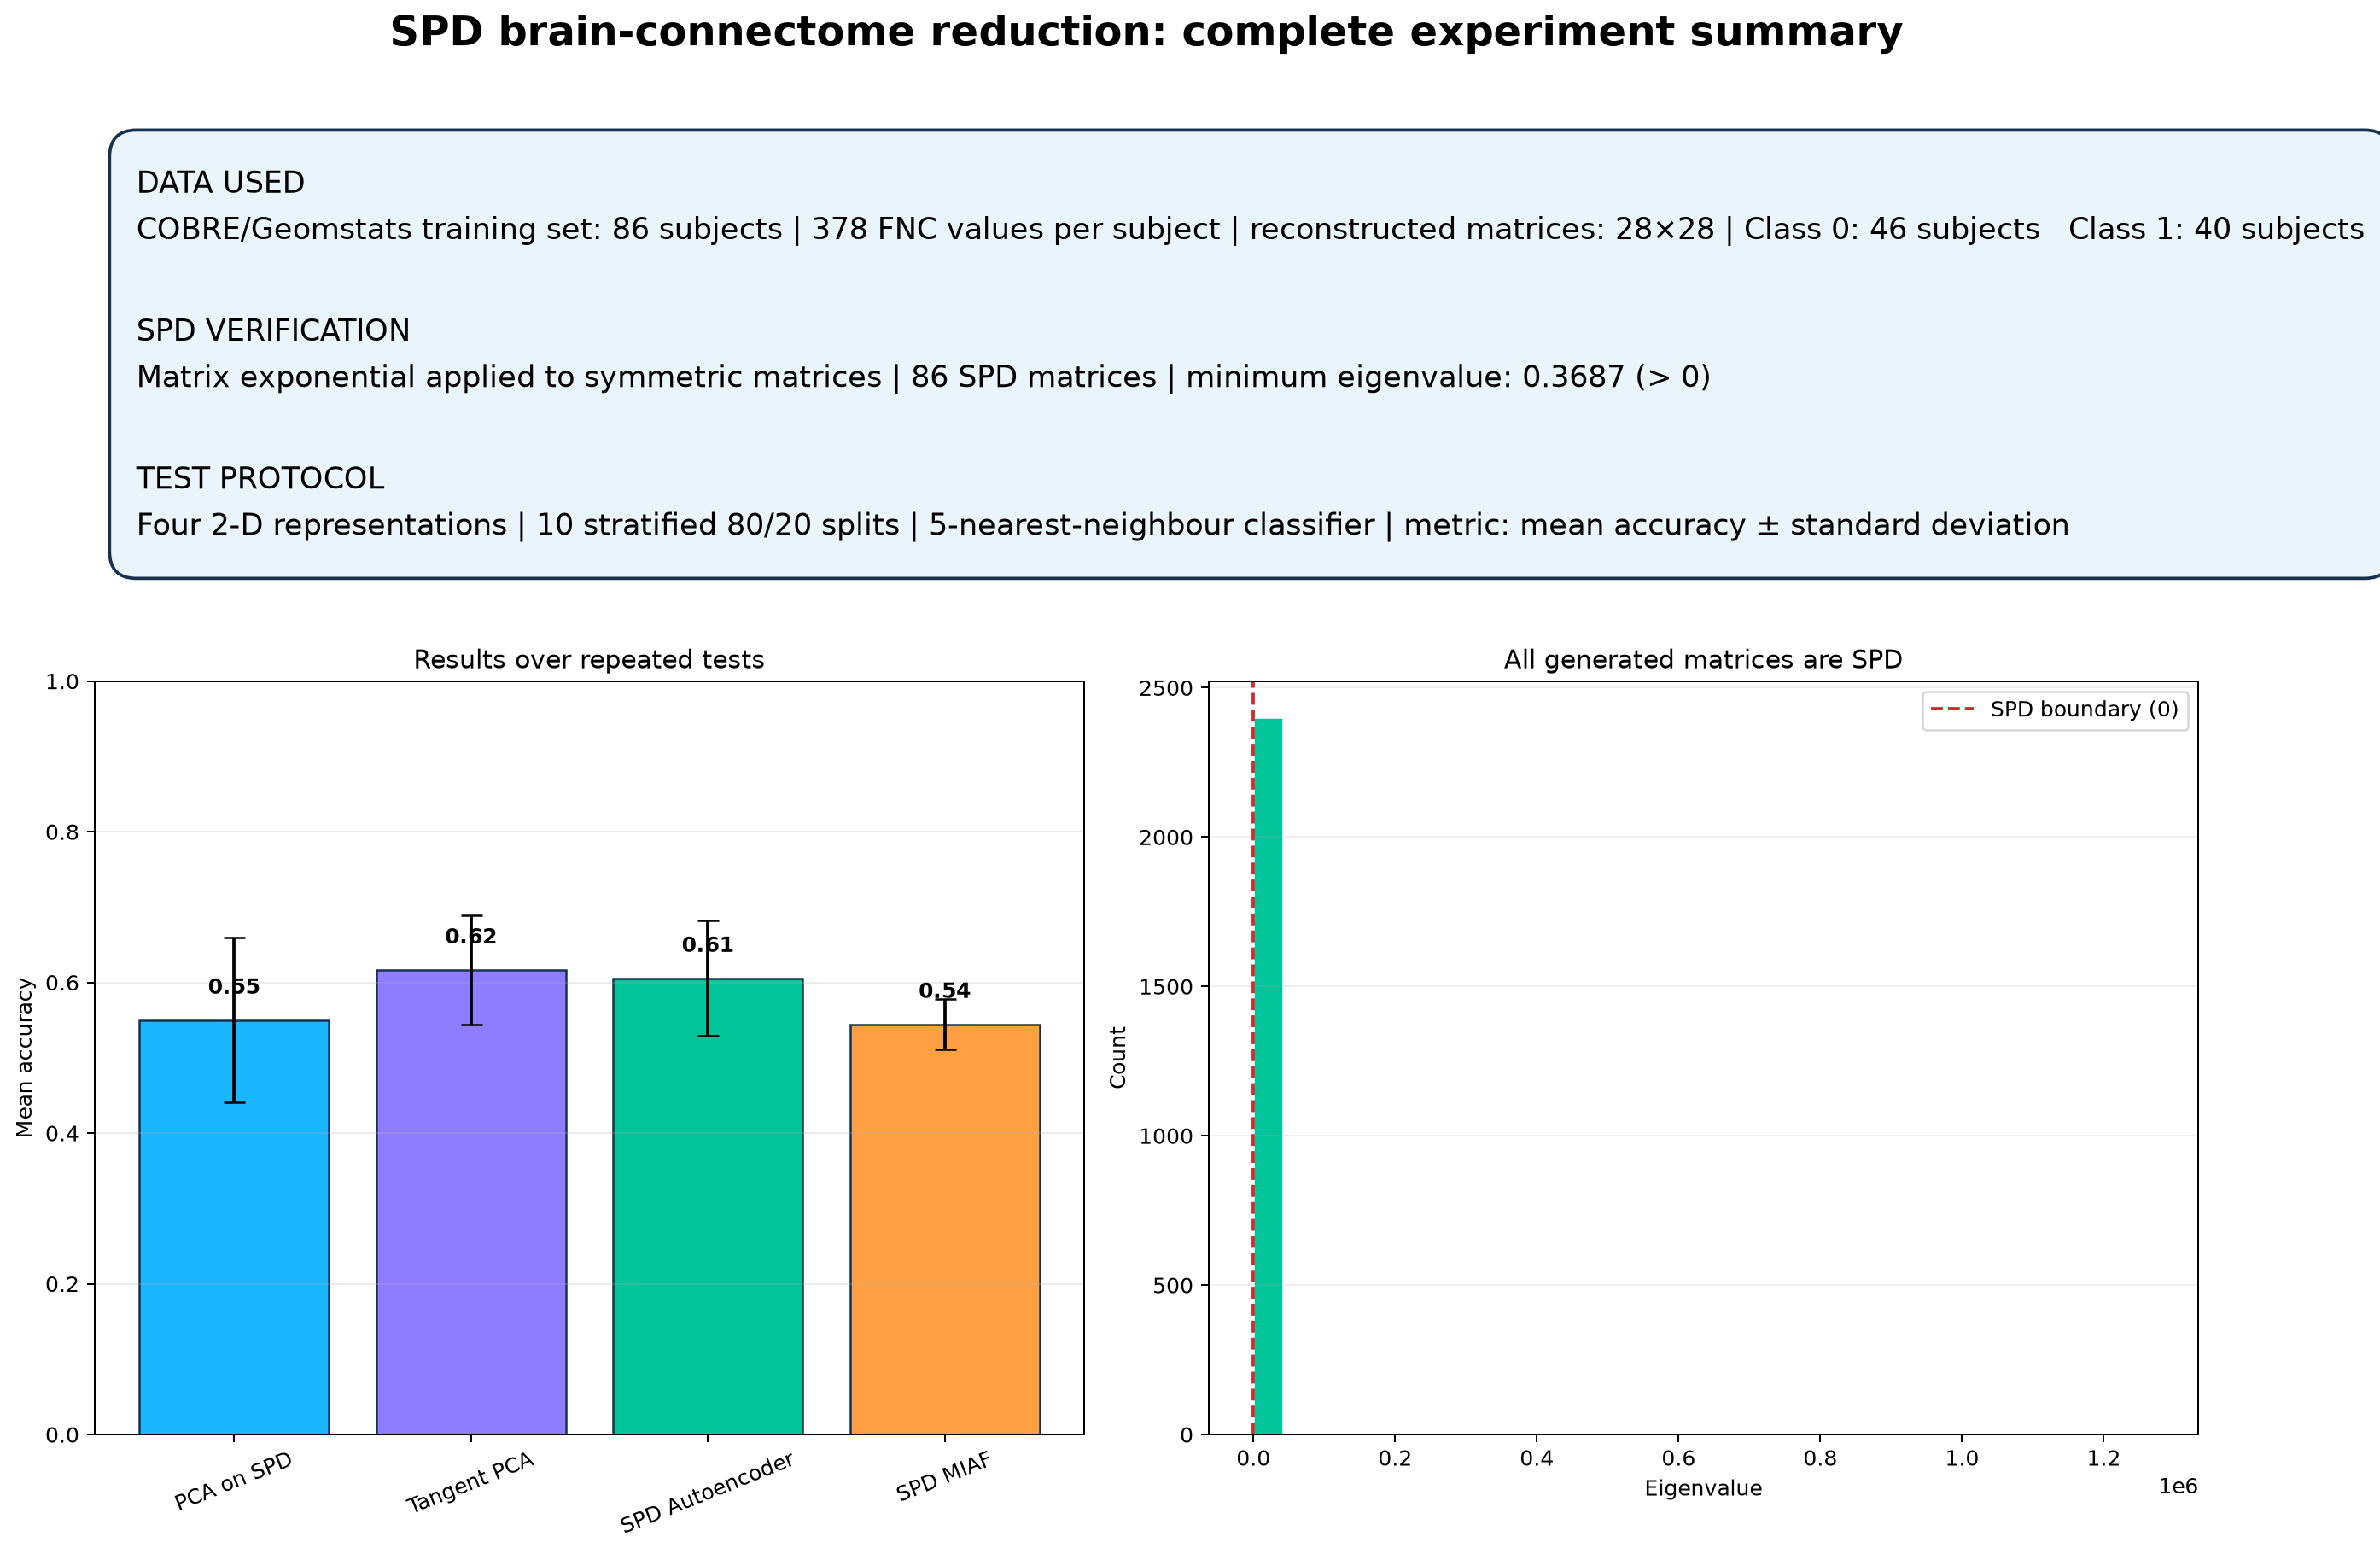 SPD brain-connectome reduction: complete experiment summary
DATA USED
COBRE/Geomstats training set: 86 subjects | 378 FNC values per subject | reconstructed matrices: 28×28 | Class 0: 46 subjects   Class 1: 40 subjects
SPD VERIFICATION
Matrix exponential applied to symmetric matrices | 86 SPD matrices | minimum eigenvalue: 0.3687 (> 0)
TEST PROTOCOL
Four 2-D representations | 10 stratified 80/20 splits | 5-nearest-neighbour classifier | metric: mean accuracy ± standard deviation
Results over repeated tests
1.0
0.8
0.6
0.4
0.2
0.0
Mean accuracy
0.55
0.62
0.61
0.54
PCA on SPD
Tangent PCA
SPD Autoencoder
SPD MIAF
All generated matrices are SPD
SPD boundary (0)
2500
2000
1500
1000
500
0
Count
0.0
0.2
0.4
0.6
0.8
1.0
1.2
1e6
Eigenvalue